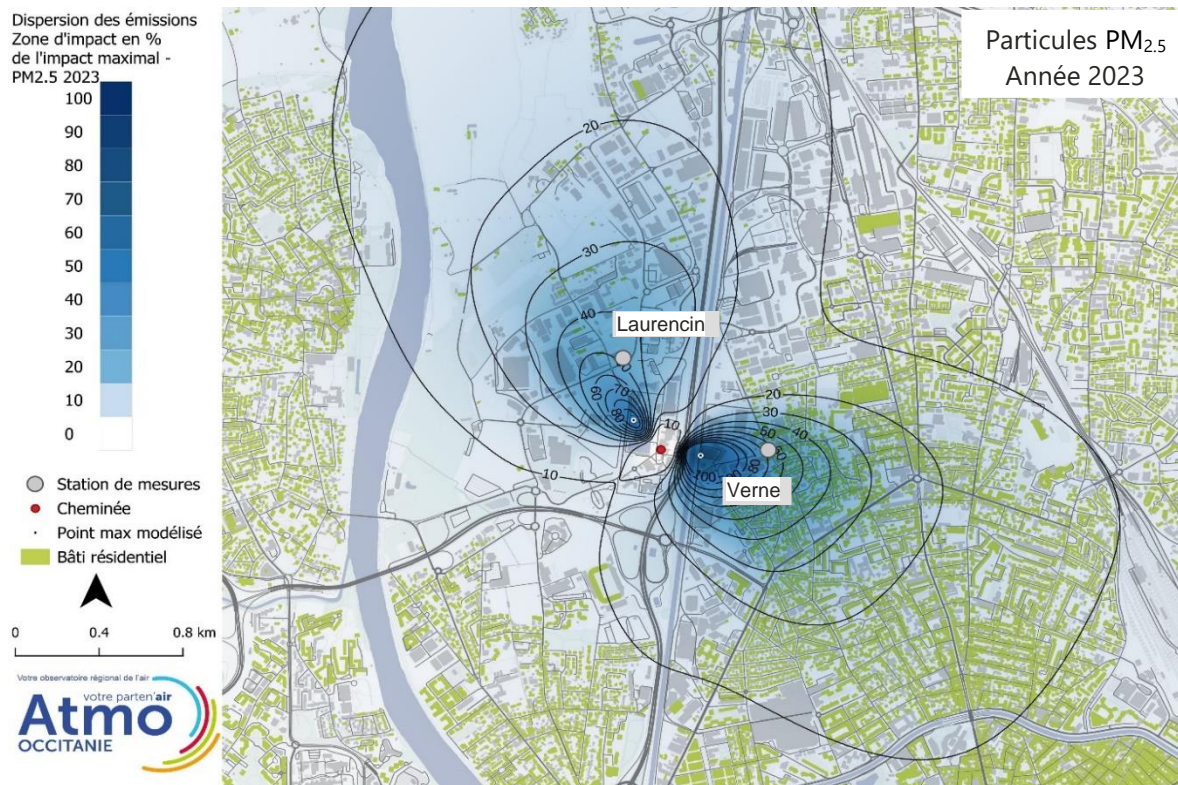 Dispersion des émissions
Zone d'impact en %
de l'impact maximal -
PM2.5 2023
100
90
80
70
60
50
40
30
20
10
0
Station de mesures
Cheminée
Point max modélisé
Bâti résidentiel
0 0.4 0.8 km
Votre observatoire régional de l'air
votre parten'air
Atmo
OCCITANIE
Particules PM2.5
Année 2023
20
30
40
Laurencin
60
70
80
10
10
20
30
40
50
100
Verne